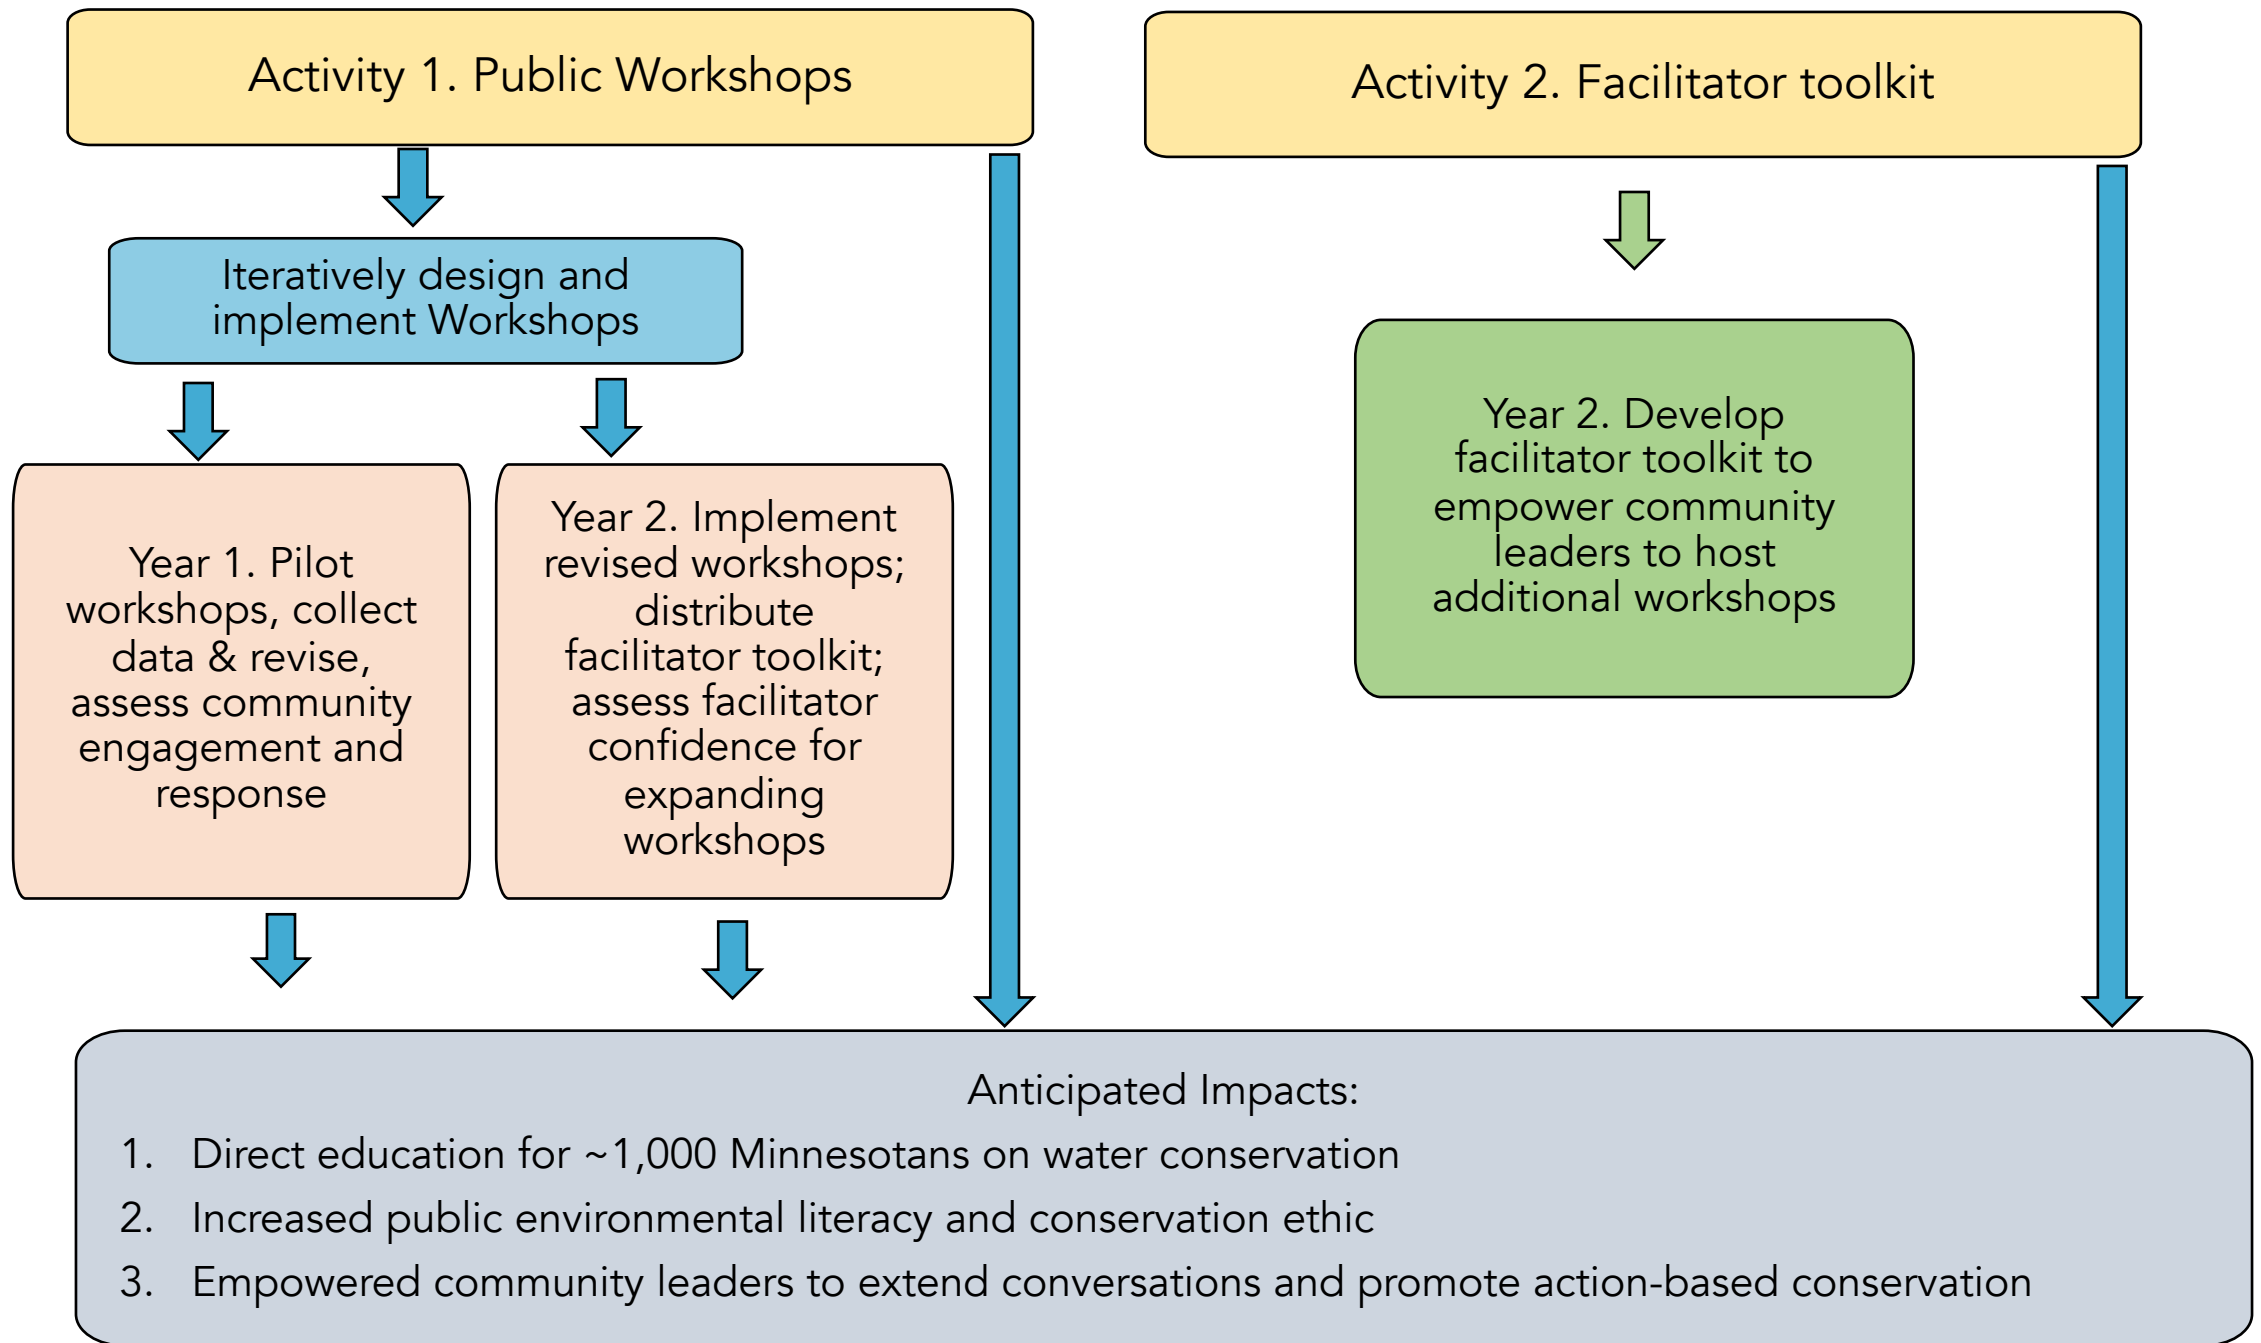 Activity 1. Public Workshops
Activity 2. Facilitator toolkit
Iteratively design and
implement Workshops
Year 1. Pilot
workshops, collect
data & revise,
assess community
engagement and
response
Year 2. Implement
revised workshops;
distribute
facilitator toolkit;
assess facilitator
confidence for
expanding
workshops
Year 2. Develop
facilitator toolkit to
empower community
leaders to host
additional workshops
Anticipated Impacts:
1. Direct education for ~1,000 Minnesotans on water conservation
2. Increased public environmental literacy and conservation ethic
3. Empowered community leaders to extend conversations and promote action-based conservation